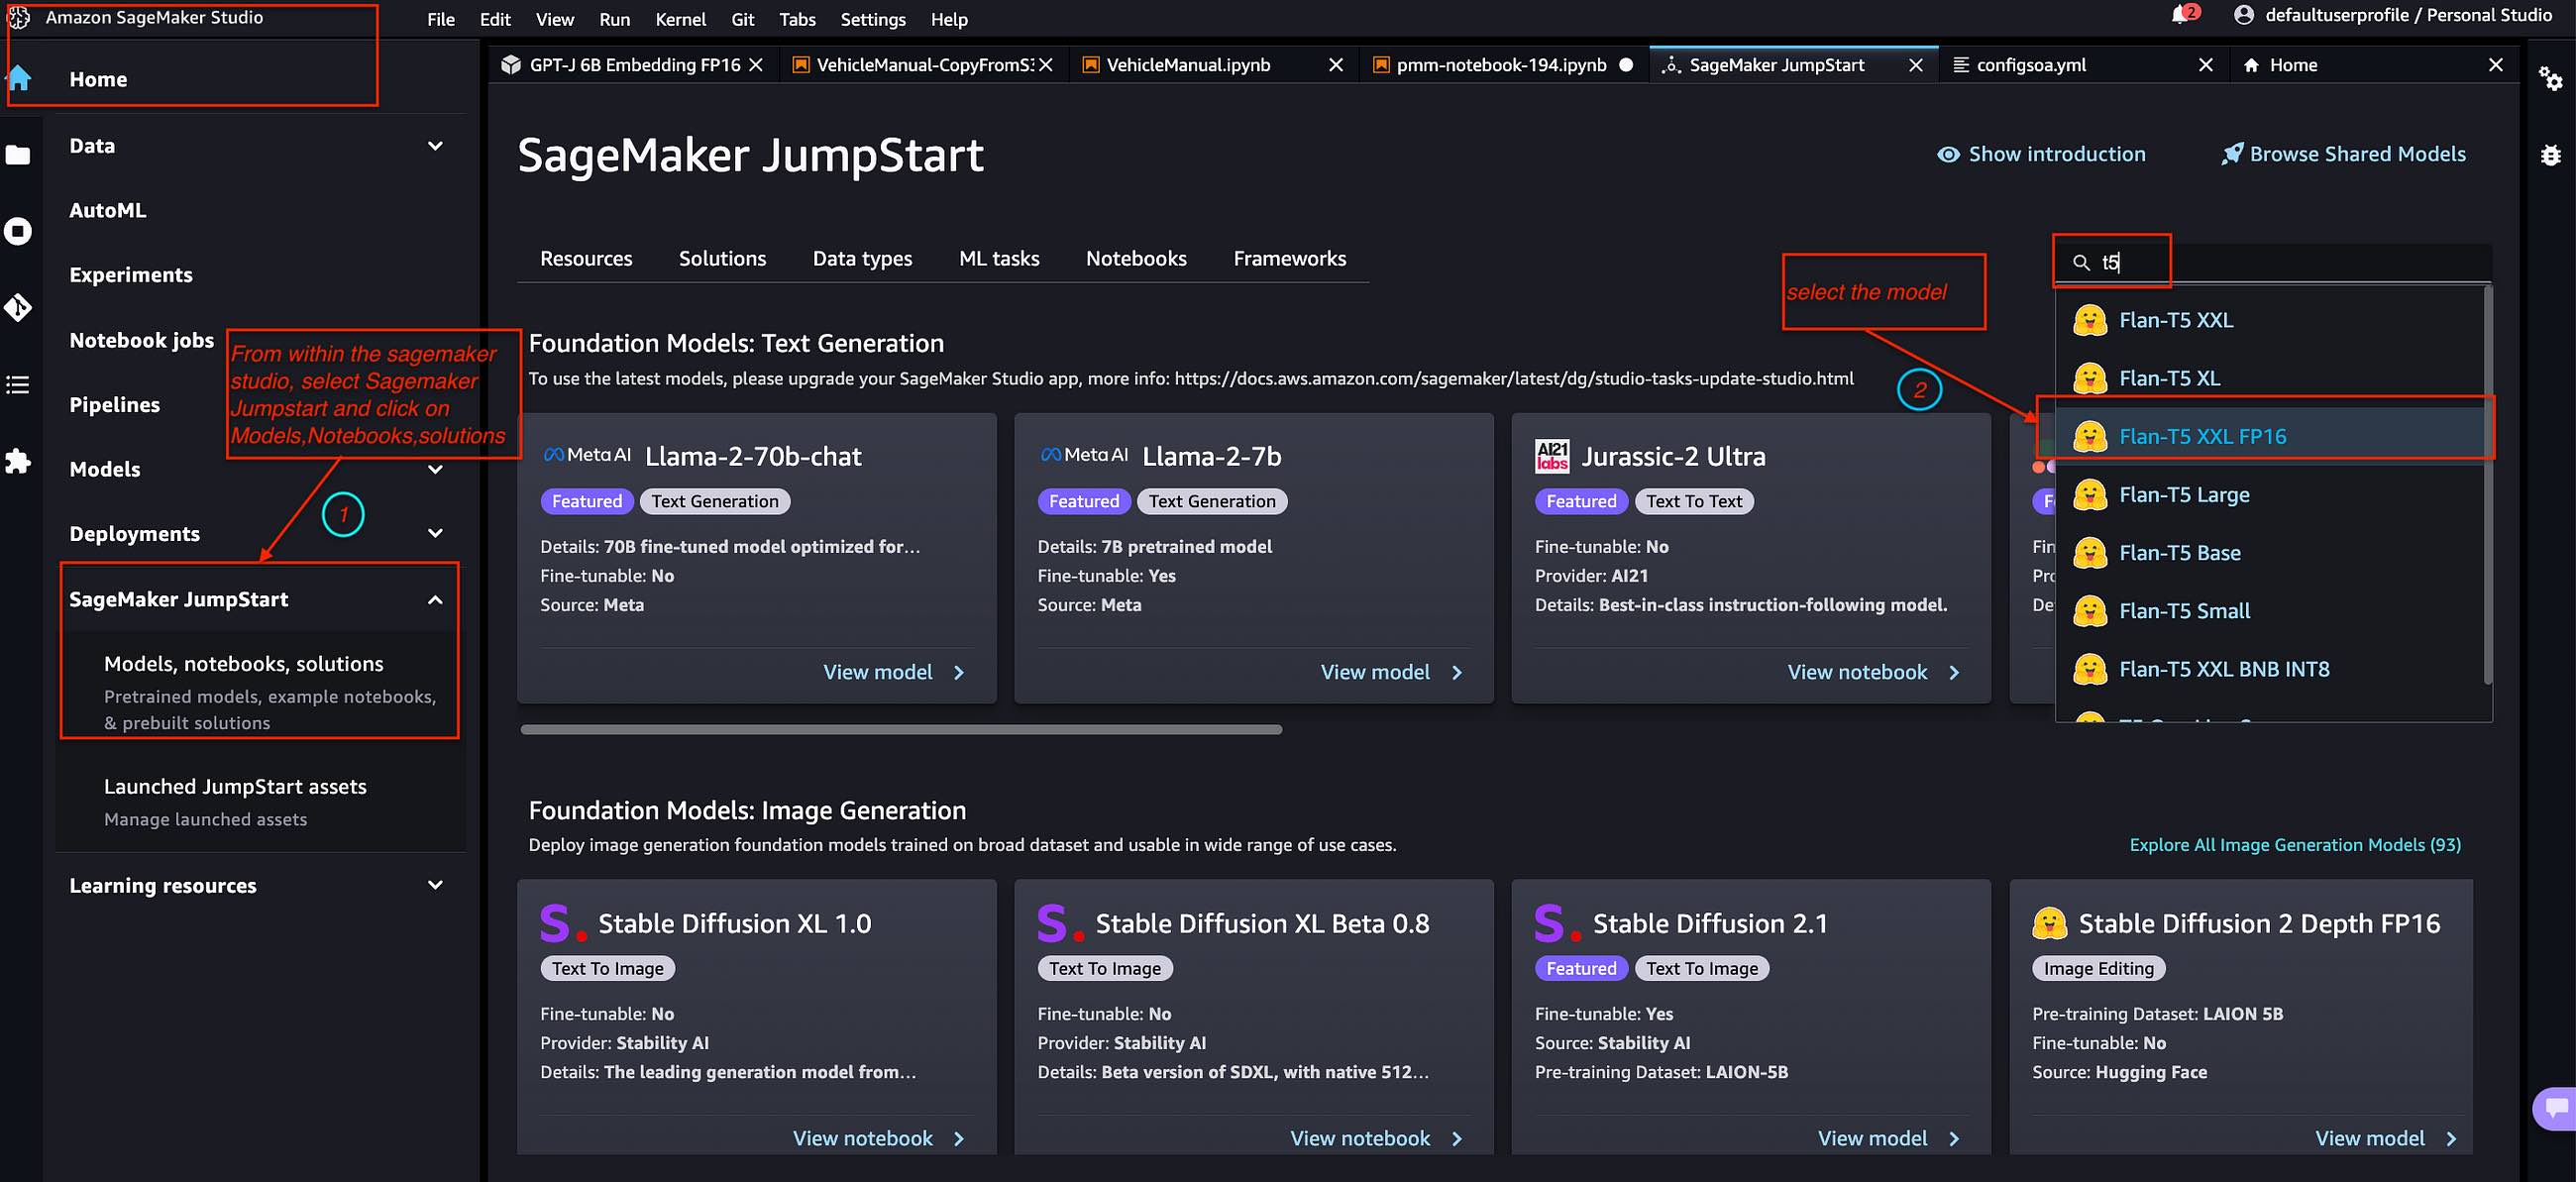 Amazon SageMaker Studio
File Edit View Run Kernel Git Tabs Settings Help
2
defaultuserprofile / Personal Studio
Home
Data
AutoML
Experiments
Notebook jobs
Pipelines
Models
Deployments
SageMaker JumpStart
Models, notebooks, solutions
Pretrained models, example notebooks,
& prebuilt solutions
Launched JumpStart assets
Manage launched assets
Learning resources
From within the sagemaker
studio, select Sagemaker
Jumpstart and click on
Models,Notebooks,solutions
1
GPT-J 6B Embedding FP16
VehicleManual-CopyFromS
VehicleManual.ipynb
pmm-notebook-194.ipynb
SageMaker JumpStart
configsoa.yml
Home
SageMaker JumpStart
Show introduction
Browse Shared Models
Resources Solutions Data types ML tasks Notebooks Frameworks
select the model
2
t5
Flan-T5 XXL
Flan-T5 XL
Flan-T5 XXL FP16
Flan-T5 Large
Flan-T5 Base
Flan-T5 Small
Flan-T5 XXL BNB INT8
Foundation Models: Text Generation
To use the latest models, please upgrade your SageMaker Studio app, more info: https://docs.aws.amazon.com/sagemaker/latest/dg/studio-tasks-update-studio.html
Meta AI Llama-2-70b-chat
Featured Text Generation
Details: 70B fine-tuned model optimized for…
Fine-tunable: No
Source: Meta
View model
Meta AI Llama-2-7b
Featured Text Generation
Details: 7B pretrained model
Fine-tunable: Yes
Source: Meta
View model
AI21 labs Jurassic-2 Ultra
Featured Text To Text
Fine-tunable: No
Provider: AI21
Details: Best-in-class instruction-following model.
View notebook
Foundation Models: Image Generation
Deploy image generation foundation models trained on broad dataset and usable in wide range of use cases.
Explore All Image Generation Models (93)
S. Stable Diffusion XL 1.0
Text To Image
Fine-tunable: No
Provider: Stability AI
Details: The leading generation model from…
View notebook
S. Stable Diffusion XL Beta 0.8
Text To Image
Fine-tunable: No
Provider: Stability AI
Details: Beta version of SDXL, with native 512…
View notebook
S. Stable Diffusion 2.1
Featured Text To Image
Fine-tunable: Yes
Source: Stability AI
Pre-training Dataset: LAION-5B
View model
Stable Diffusion 2 Depth FP16
Image Editing
Pre-training Dataset: LAION 5B
Fine-tunable: No
Source: Hugging Face
View model